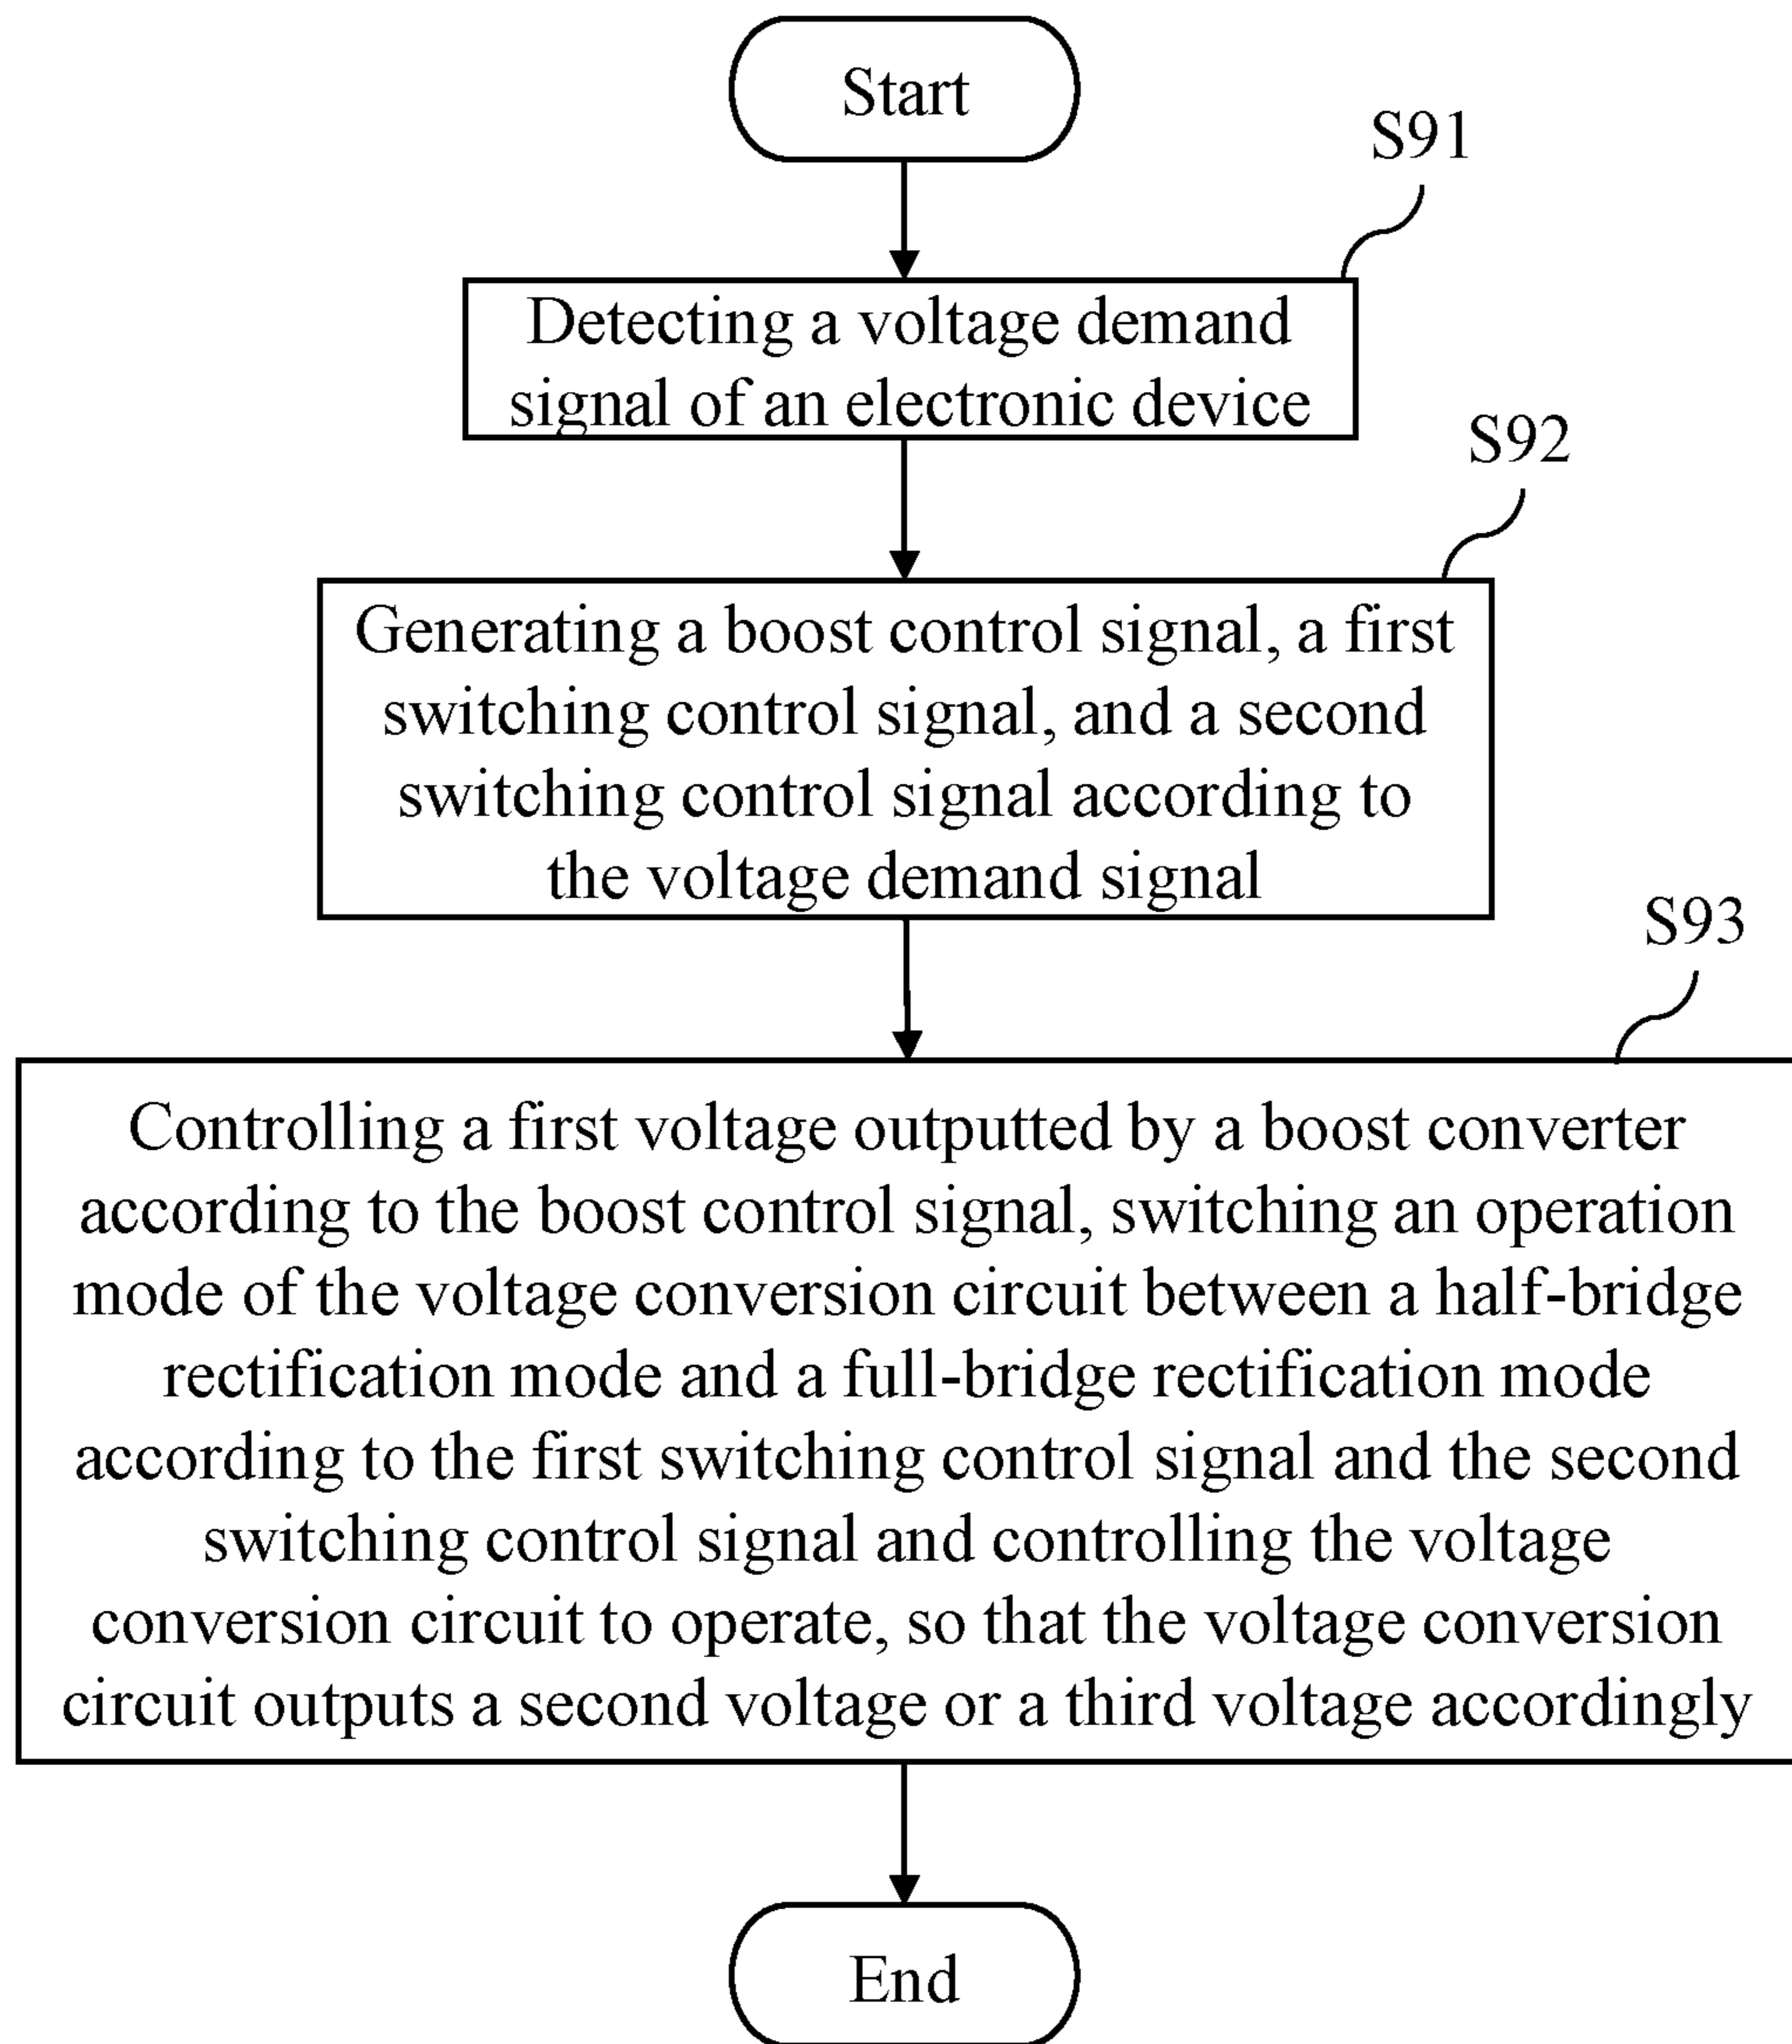 Start
S91
Detecting a voltage demand
signal of an electronic device
S92
Generating a boost control signal, a first
switching control signal, and a second
switching control signal according to
the voltage demand signal
S93
Controlling a first voltage outputted by a boost converter
according to the boost control signal, switching an operation
mode of the voltage conversion circuit between a half-bridge
rectification mode and a full-bridge rectification mode
according to the first switching control signal and the second
switching control signal and controlling the voltage
conversion circuit to operate, so that the voltage conversion
circuit outputs a second voltage or a third voltage accordingly
End